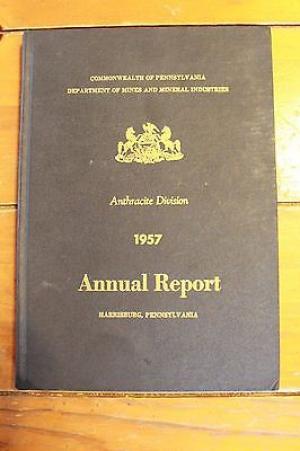 COMMONWEALTH OF PENNSYLVANIA
DEPARTMENT OF MINES AND MINERAL INDUSTRIES
Anthracite Division
1957
Annual Report
HARRISBURG, PENNSYLVANIA